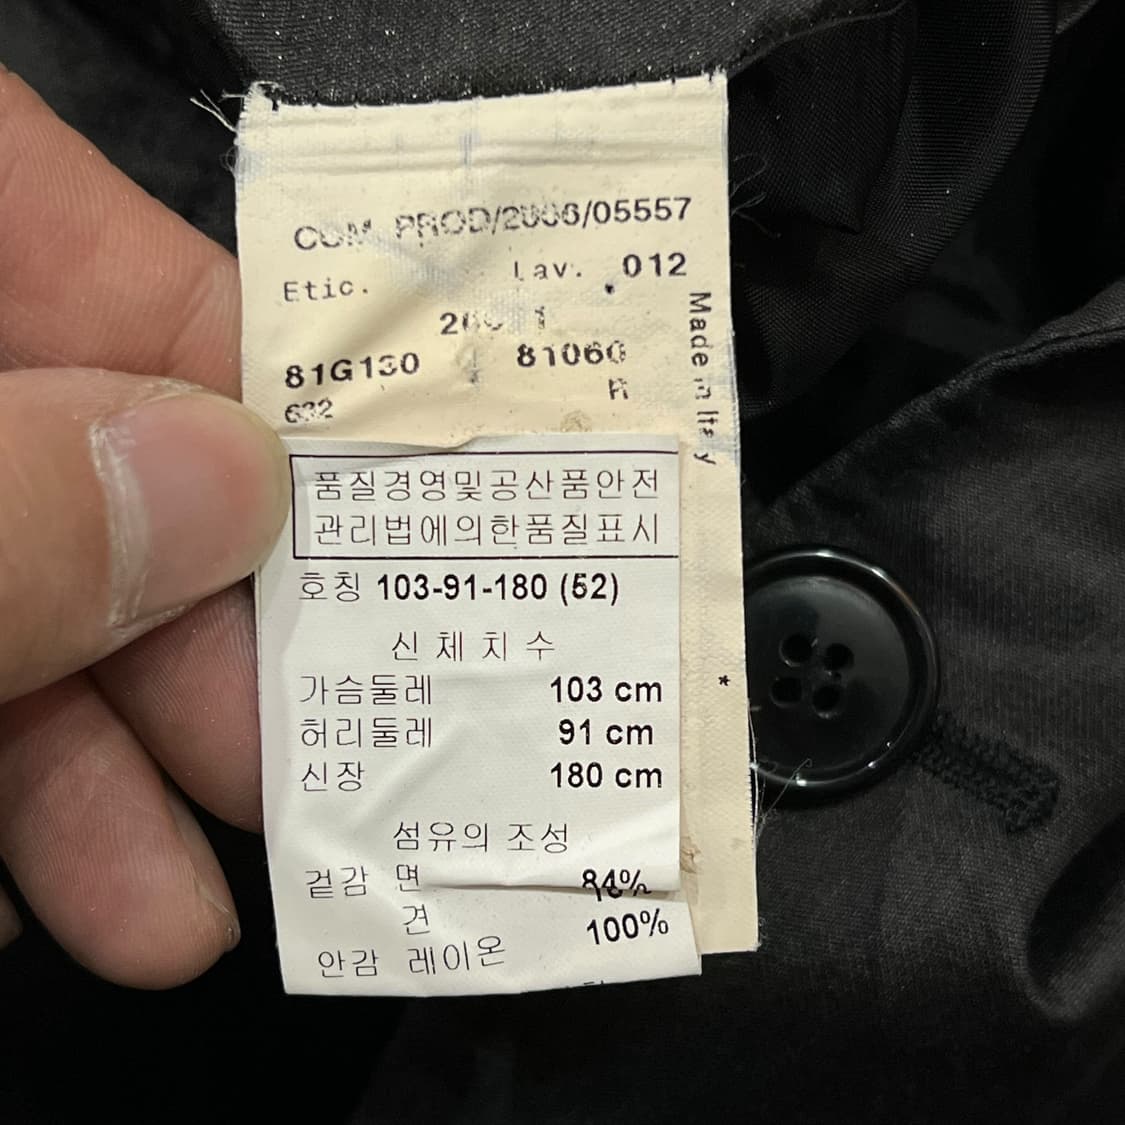 COM. PROD/2006/05557
Etic. Lav. 012
81G130
632 R
Made in Italy
품질경영및공산품안전
관리법에의한품질표시
호칭 103-91-180 (52)
신체치수
가슴둘레 103 cm
허리둘레 91 cm
신장 180 cm
*
섬유의 조성
겉감 면
견
100%
안감 레이온